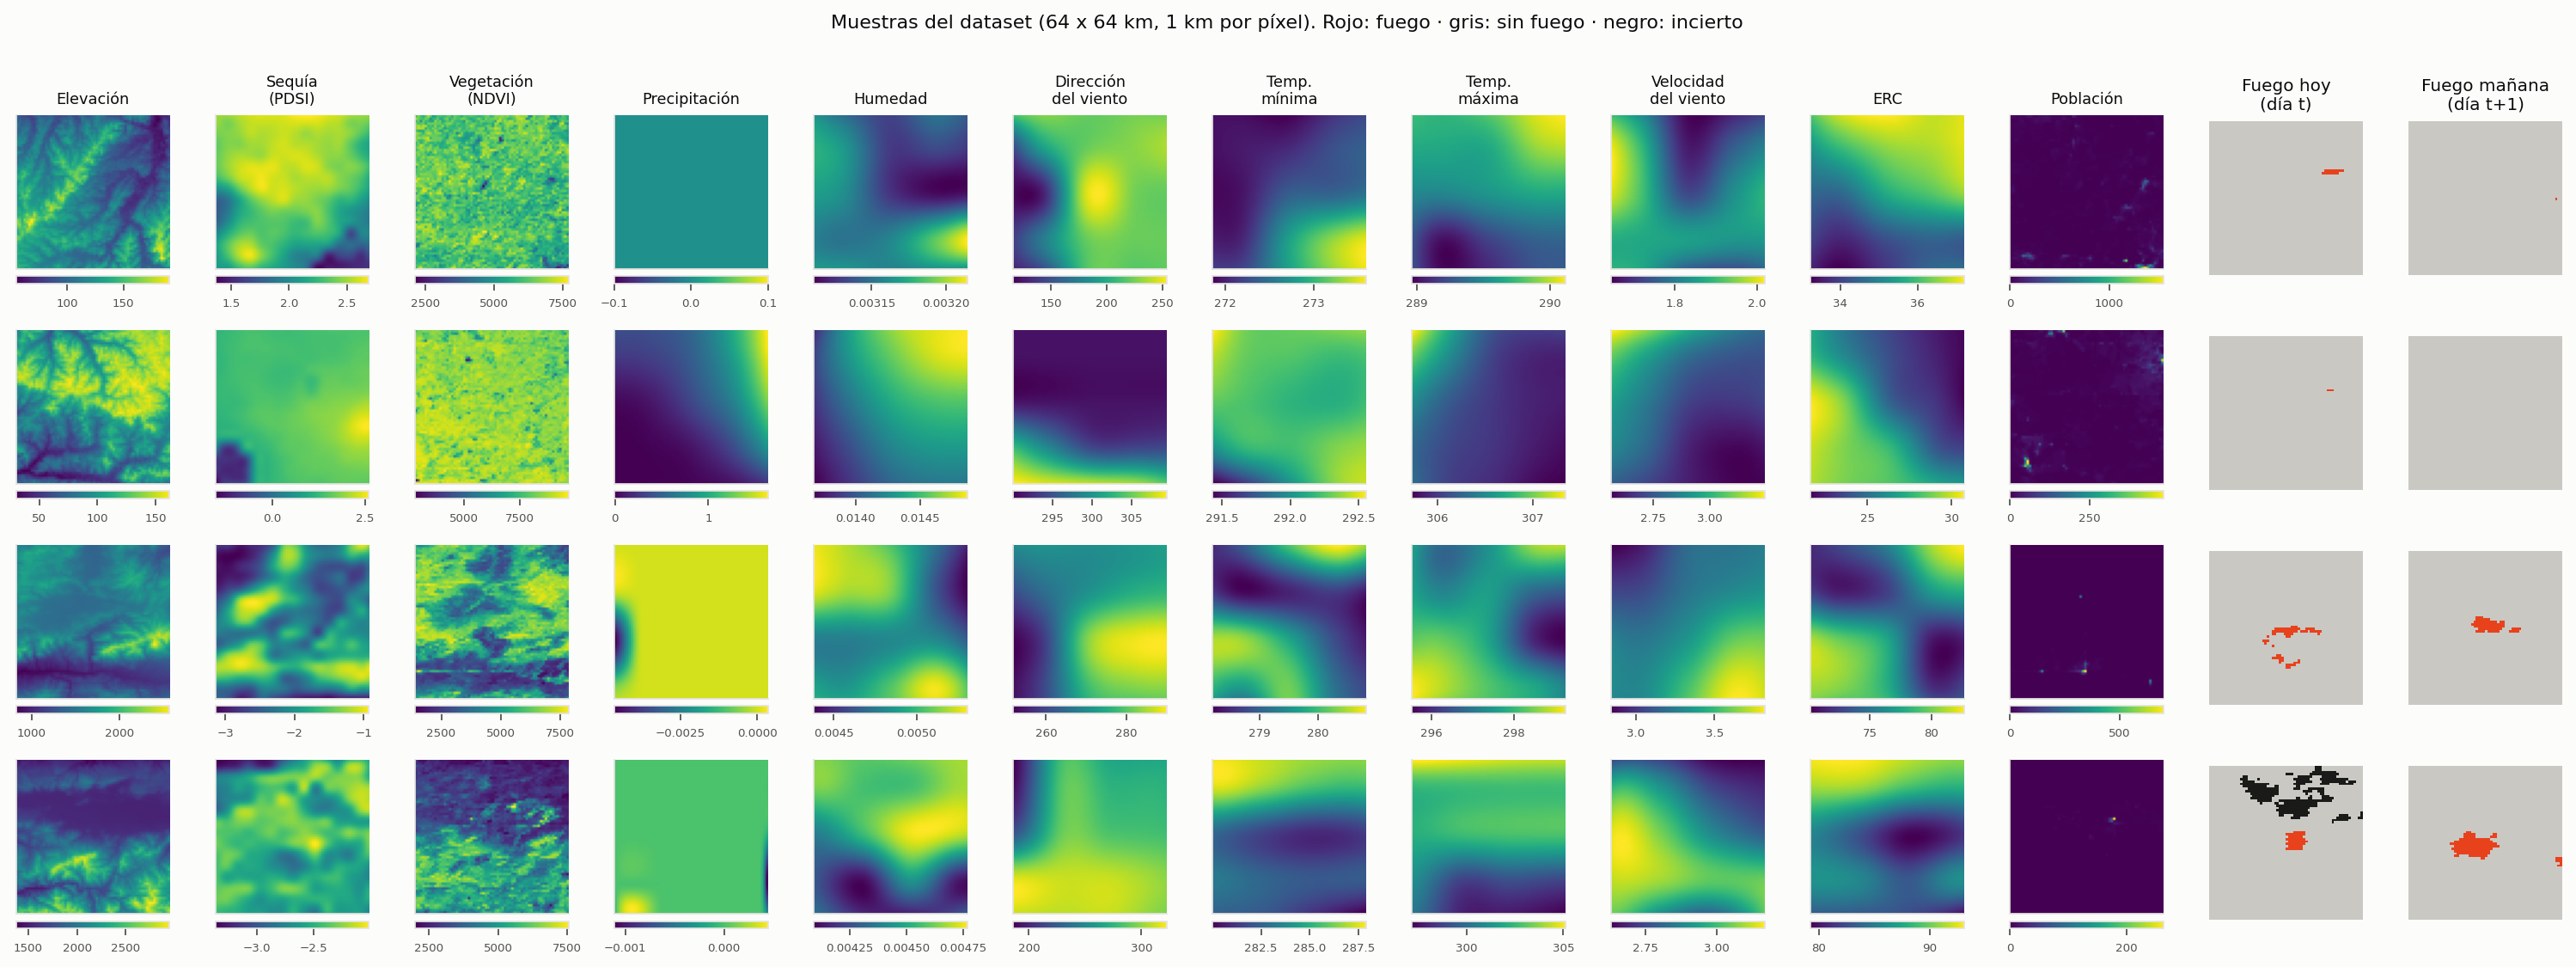 Muestras del dataset (64 x 64 km, 1 km por píxel). Rojo: fuego · gris: sin fuego · negro: incierto
Elevación
Sequía
(PDSI)
Vegetación
(NDVI)
Precipitación
Humedad
Dirección
del viento
Temp.
mínima
Temp.
máxima
Velocidad
del viento
ERC
Población
Fuego hoy
(día t)
Fuego mañana
(día t+1)
100 150
1.5 2.0 2.5
2500 5000 7500
−0.1 0.0 0.1
0.00315 0.00320
150 200 250
272 273
289 290
1.8 2.0
34 36
0 1000
50 100 150
0.0 2.5
5000 7500
0 1
0.0140 0.0145
295 300 305
291.5 292.0 292.5
306 307
2.75 3.00
25 30
0 250
1000 2000
−3 −2 −1
2500 5000 7500
−0.0025 0.0000
0.0045 0.0050
260 280
279 280
296 298
3.0 3.5
75 80
0 500
1500 2000 2500
−3.0 −2.5
2500 5000 7500
−0.001 0.000
0.00425 0.00450 0.00475
200 300
282.5 285.0 287.5
300 305
2.75 3.00
80 90
0 200